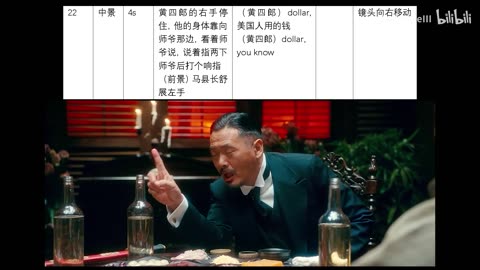 22
中景
4s
黄四郎的右手停
住，他的身体靠向
师爷那边，看着师
爷说，说着指两下
师爷后打个响指
（前景）马县长舒
展左手
（黄四郎）dollar,
美国人用的钱
（黄四郎）dollar,
you know
镜头向右移动
bilibili